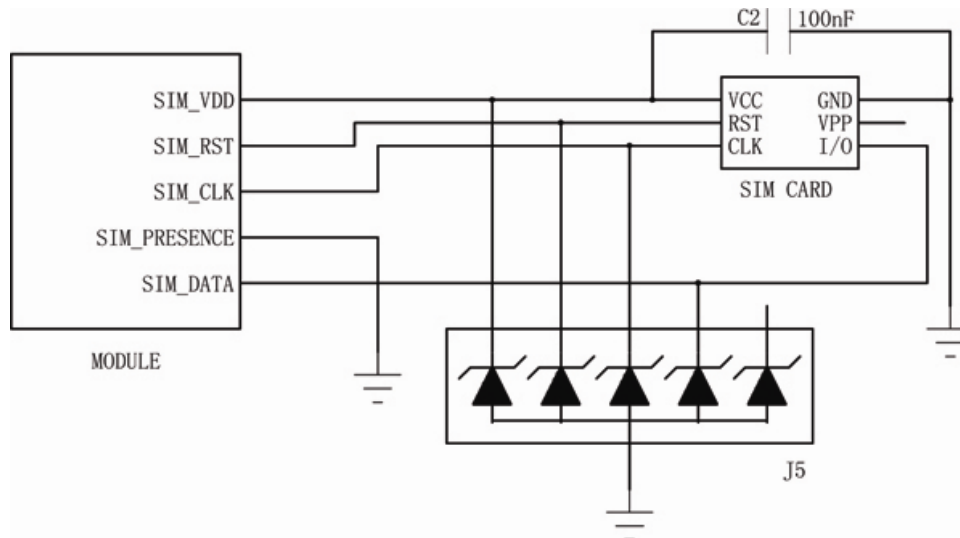 C2 100nF
SIM_VDD
VCC GND
RST VPP
SIM_RST
CLK I/O
SIM CARD
SIM_CLK
SIM_PRESENCE
SIM_DATA
MODULE
J5